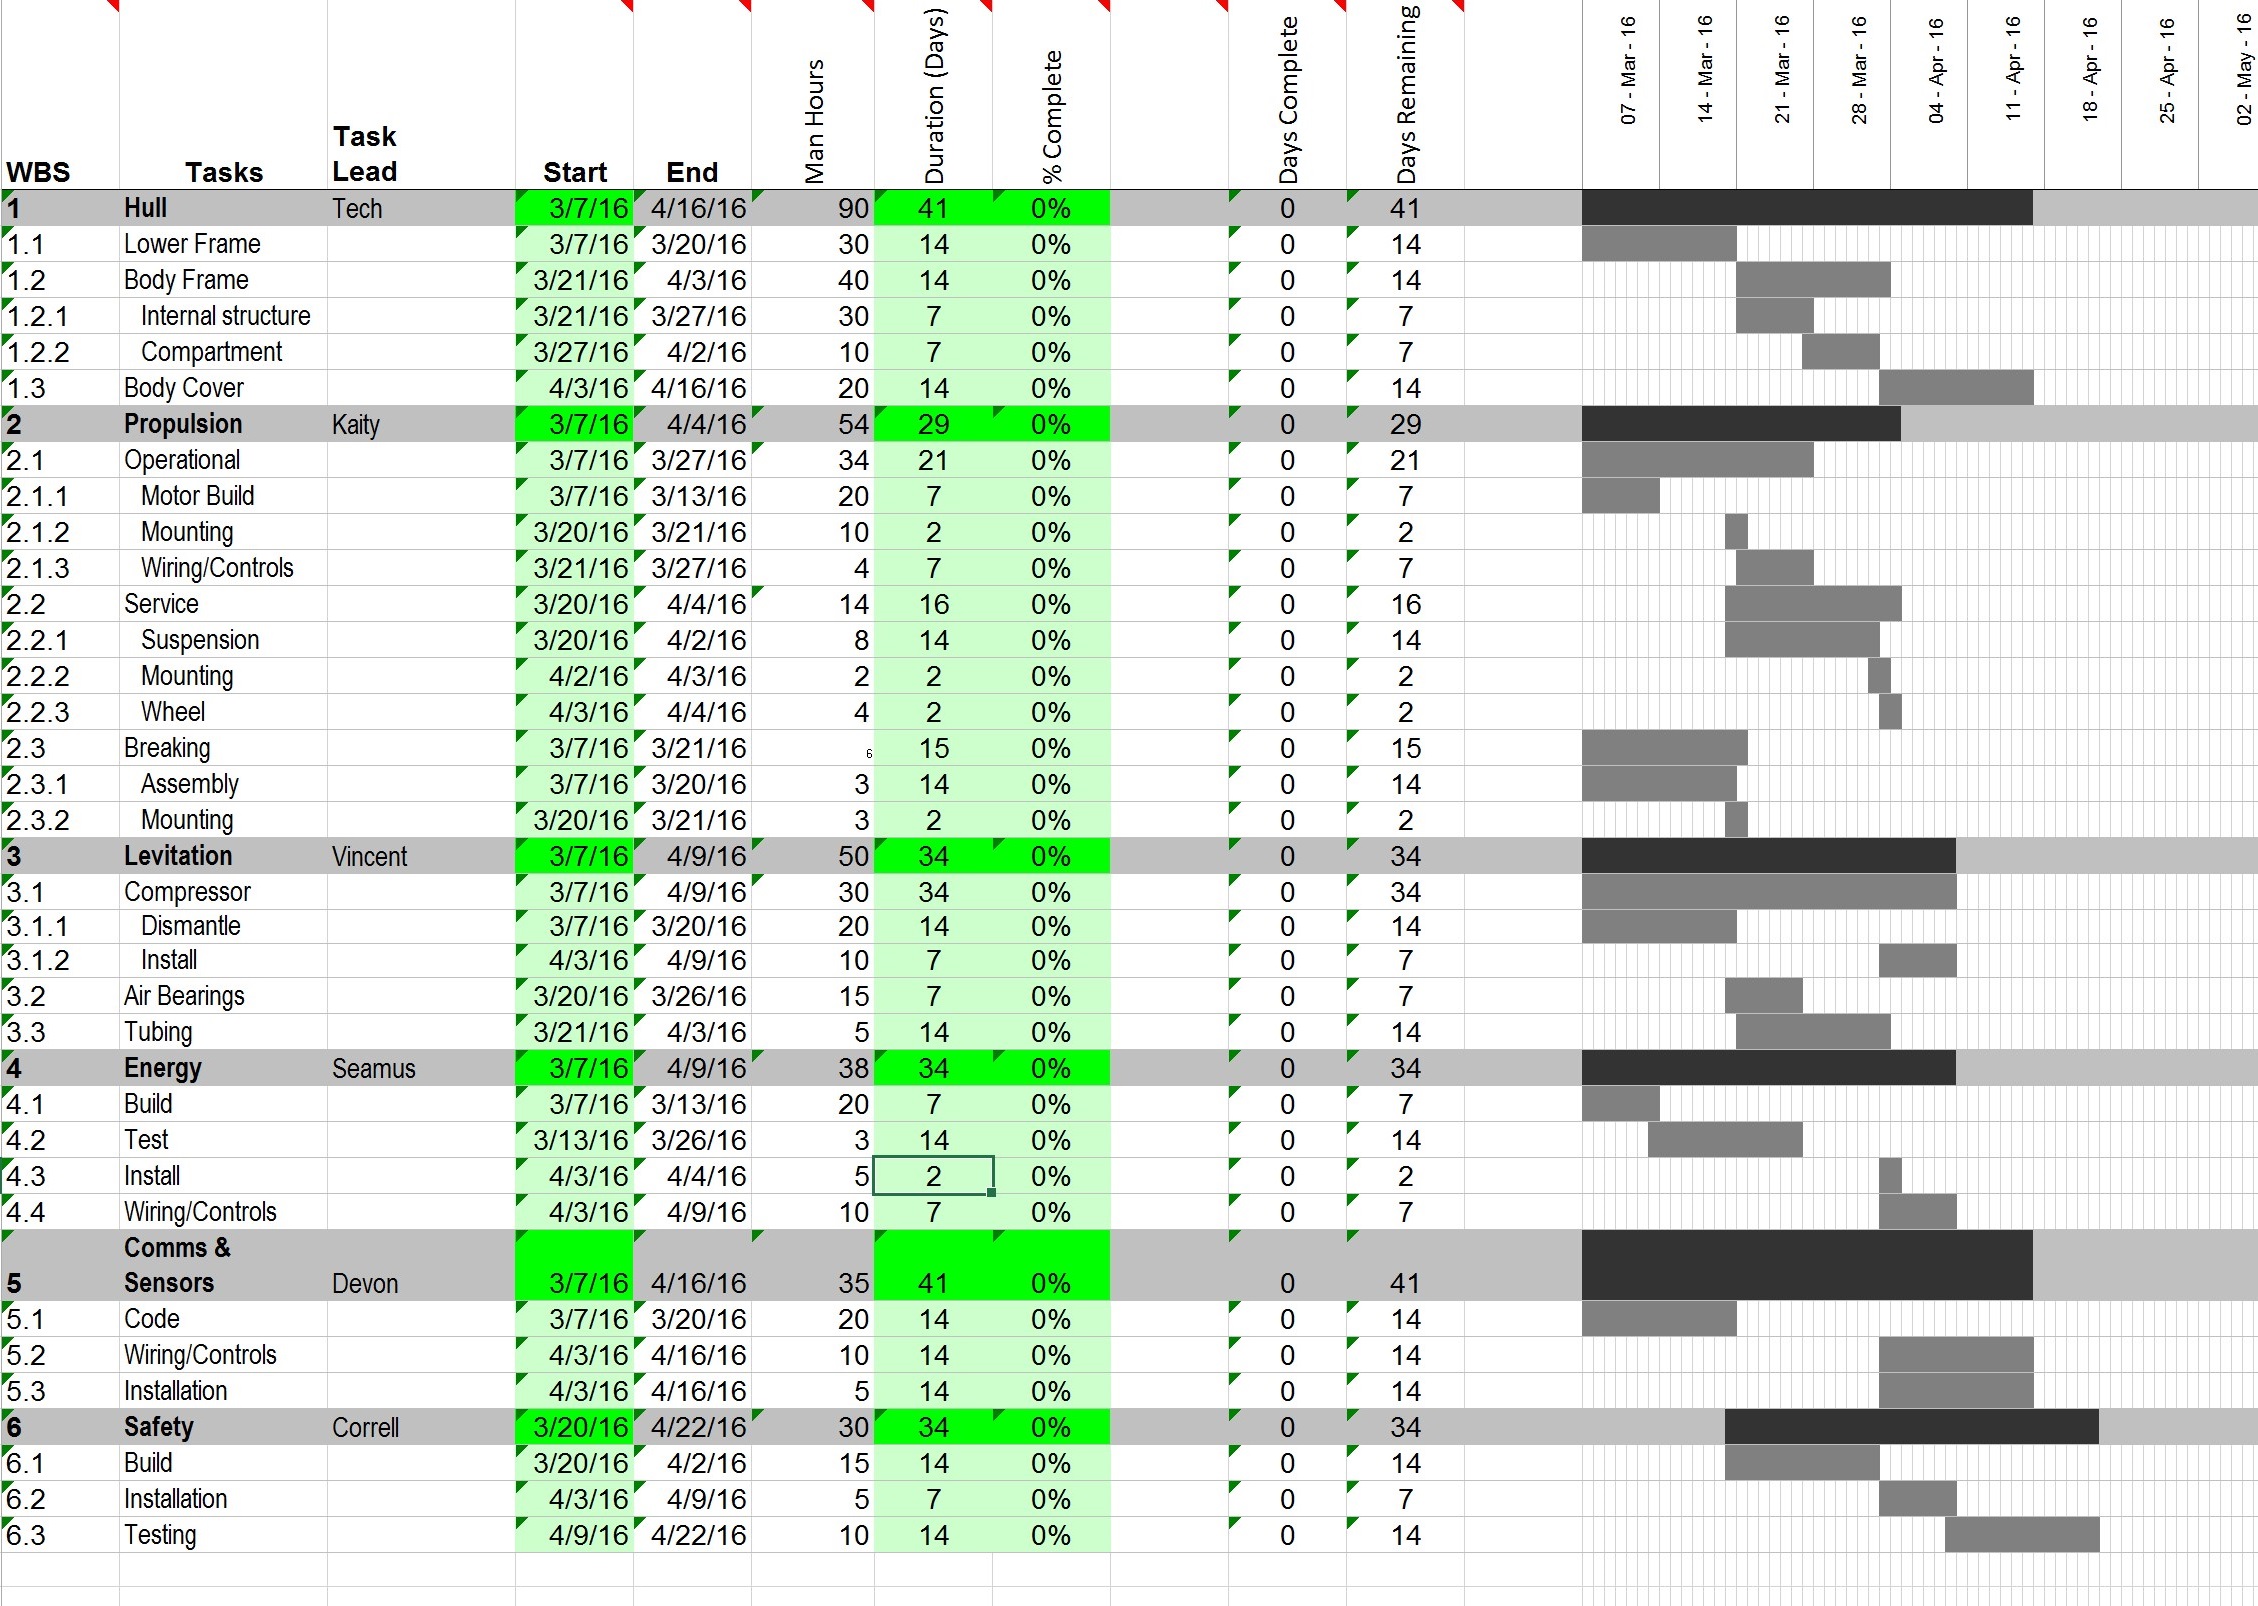 WBS Tasks Task Lead Start End Man Hours Duration (Days) % Complete Days Complete Days Remaining 07 - Mar - 16 14 - Mar - 16 21 - Mar - 16 28 - Mar - 16 04 - Apr - 16 11 - Apr - 16 18 - Apr - 16 25 - Apr - 16 02 - May - 16
1 Hull Tech 3/7/16 4/16/16 90 41 0% 0 41
1.1 Lower Frame 3/7/16 3/20/16 30 14 0% 0 14
1.2 Body Frame 3/21/16 4/3/16 40 14 0% 0 14
1.2.1 Internal structure 3/21/16 3/27/16 30 7 0% 0 7
1.2.2 Compartment 3/27/16 4/2/16 10 7 0% 0 7
1.3 Body Cover 4/3/16 4/16/16 20 14 0% 0 14
2 Propulsion Kaity 3/7/16 4/4/16 54 29 0% 0 29
2.1 Operational 3/7/16 3/27/16 34 21 0% 0 21
2.1.1 Motor Build 3/7/16 3/13/16 20 7 0% 0 7
2.1.2 Mounting 3/20/16 3/21/16 10 2 0% 0 2
2.1.3 Wiring/Controls 3/21/16 3/27/16 4 7 0% 0 7
2.2 Service 3/20/16 4/4/16 14 16 0% 0 16
2.2.1 Suspension 3/20/16 4/2/16 8 14 0% 0 14
2.2.2 Mounting 4/2/16 4/3/16 2 2 0% 0 2
2.2.3 Wheel 4/3/16 4/4/16 4 2 0% 0 2
2.3 Breaking 3/7/16 3/21/16 6 15 0% 0 15
2.3.1 Assembly 3/7/16 3/20/16 3 14 0% 0 14
2.3.2 Mounting 3/20/16 3/21/16 3 2 0% 0 2
3 Levitation Vincent 3/7/16 4/9/16 50 34 0% 0 34
3.1 Compressor 3/7/16 4/9/16 30 34 0% 0 34
3.1.1 Dismantle 3/7/16 3/20/16 20 14 0% 0 14
3.1.2 Install 4/3/16 4/9/16 10 7 0% 0 7
3.2 Air Bearings 3/20/16 3/26/16 15 7 0% 0 7
3.3 Tubing 3/21/16 4/3/16 5 14 0% 0 14
4 Energy Seamus 3/7/16 4/9/16 38 34 0% 0 34
4.1 Build 3/7/16 3/13/16 20 7 0% 0 7
4.2 Test 3/13/16 3/26/16 3 14 0% 0 14
4.3 Install 4/3/16 4/4/16 5 2 0% 0 2
4.4 Wiring/Controls 4/3/16 4/9/16 10 7 0% 0 7
5 Comms & Sensors Devon 3/7/16 4/16/16 35 41 0% 0 41
5.1 Code 3/7/16 3/20/16 20 14 0% 0 14
5.2 Wiring/Controls 4/3/16 4/16/16 10 14 0% 0 14
5.3 Installation 4/3/16 4/16/16 5 14 0% 0 14
6 Safety Correll 3/20/16 4/22/16 30 34 0% 0 34
6.1 Build 3/20/16 4/2/16 15 14 0% 0 14
6.2 Installation 4/3/16 4/9/16 5 7 0% 0 7
6.3 Testing 4/9/16 4/22/16 10 14 0% 0 14